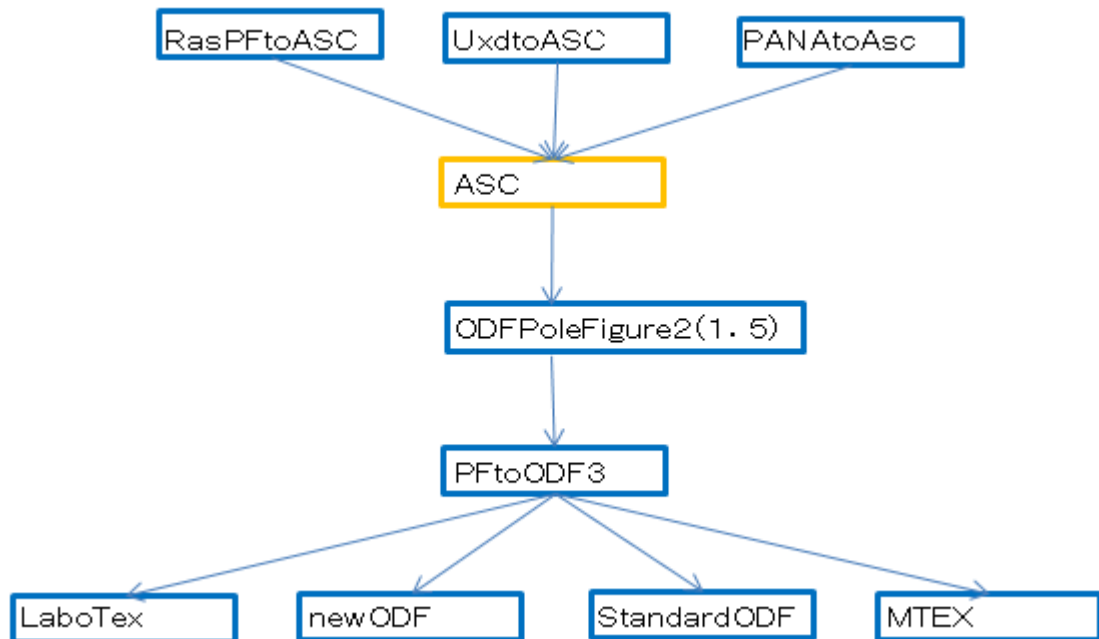 RasPFtoASC
UxdtoASC
PANAtoAsc
ASC
ODFPoleFigure2(1.5)
PFtoODF3
LaboTex
newODF
StandardODF
MTEX